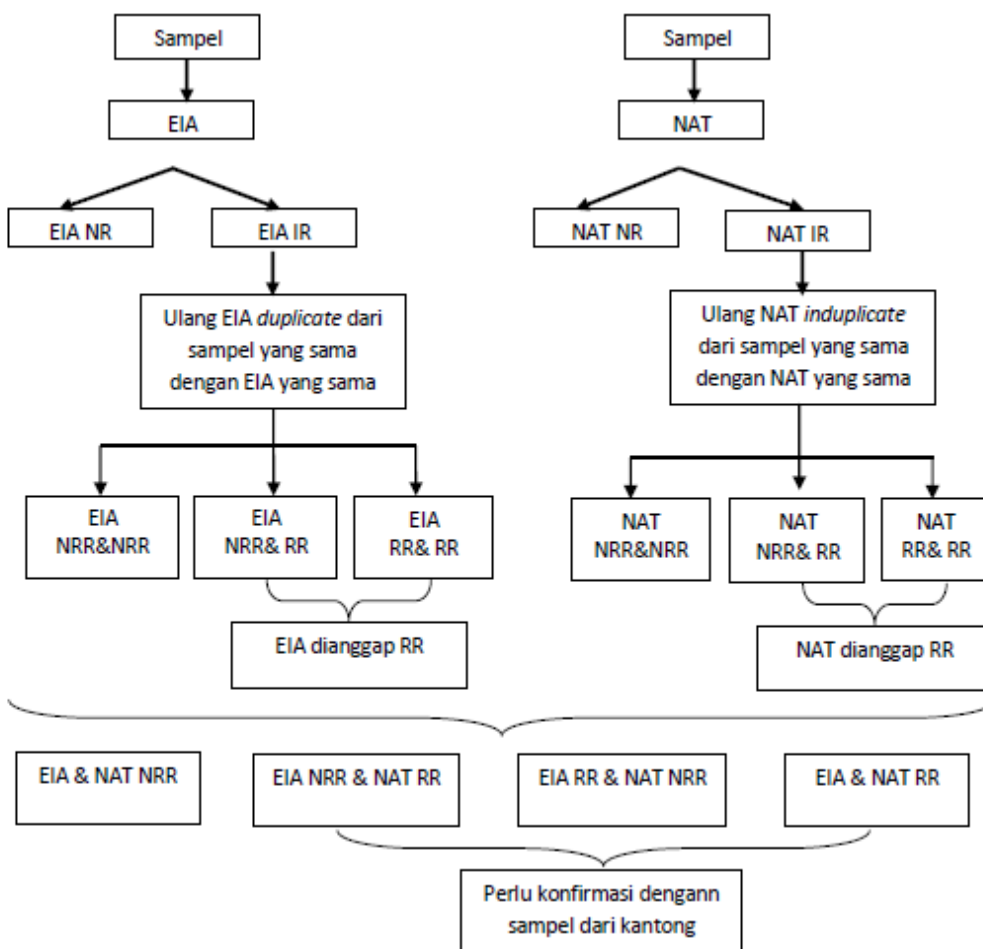 Sampel
EIA
EIA NR
EIA IR
Ulang EIA duplicate dari
sampel yang sama
dengan EIA yang sama
EIA
NRR&NRR
EIA
NRR& RR
EIA
RR& RR
EIA dianggap RR
Sampel
NAT
NAT NR
NAT IR
Ulang NAT induplicate
dari sampel yang sama
dengan NAT yang sama
NAT
NRR&NRR
NAT
NRR& RR
NAT
RR& RR
NAT dianggap RR
EIA & NAT NRR
EIA NRR & NAT RR
EIA RR & NAT NRR
EIA & NAT RR
Perlu konfirmasi dengann
sampel dari kantong